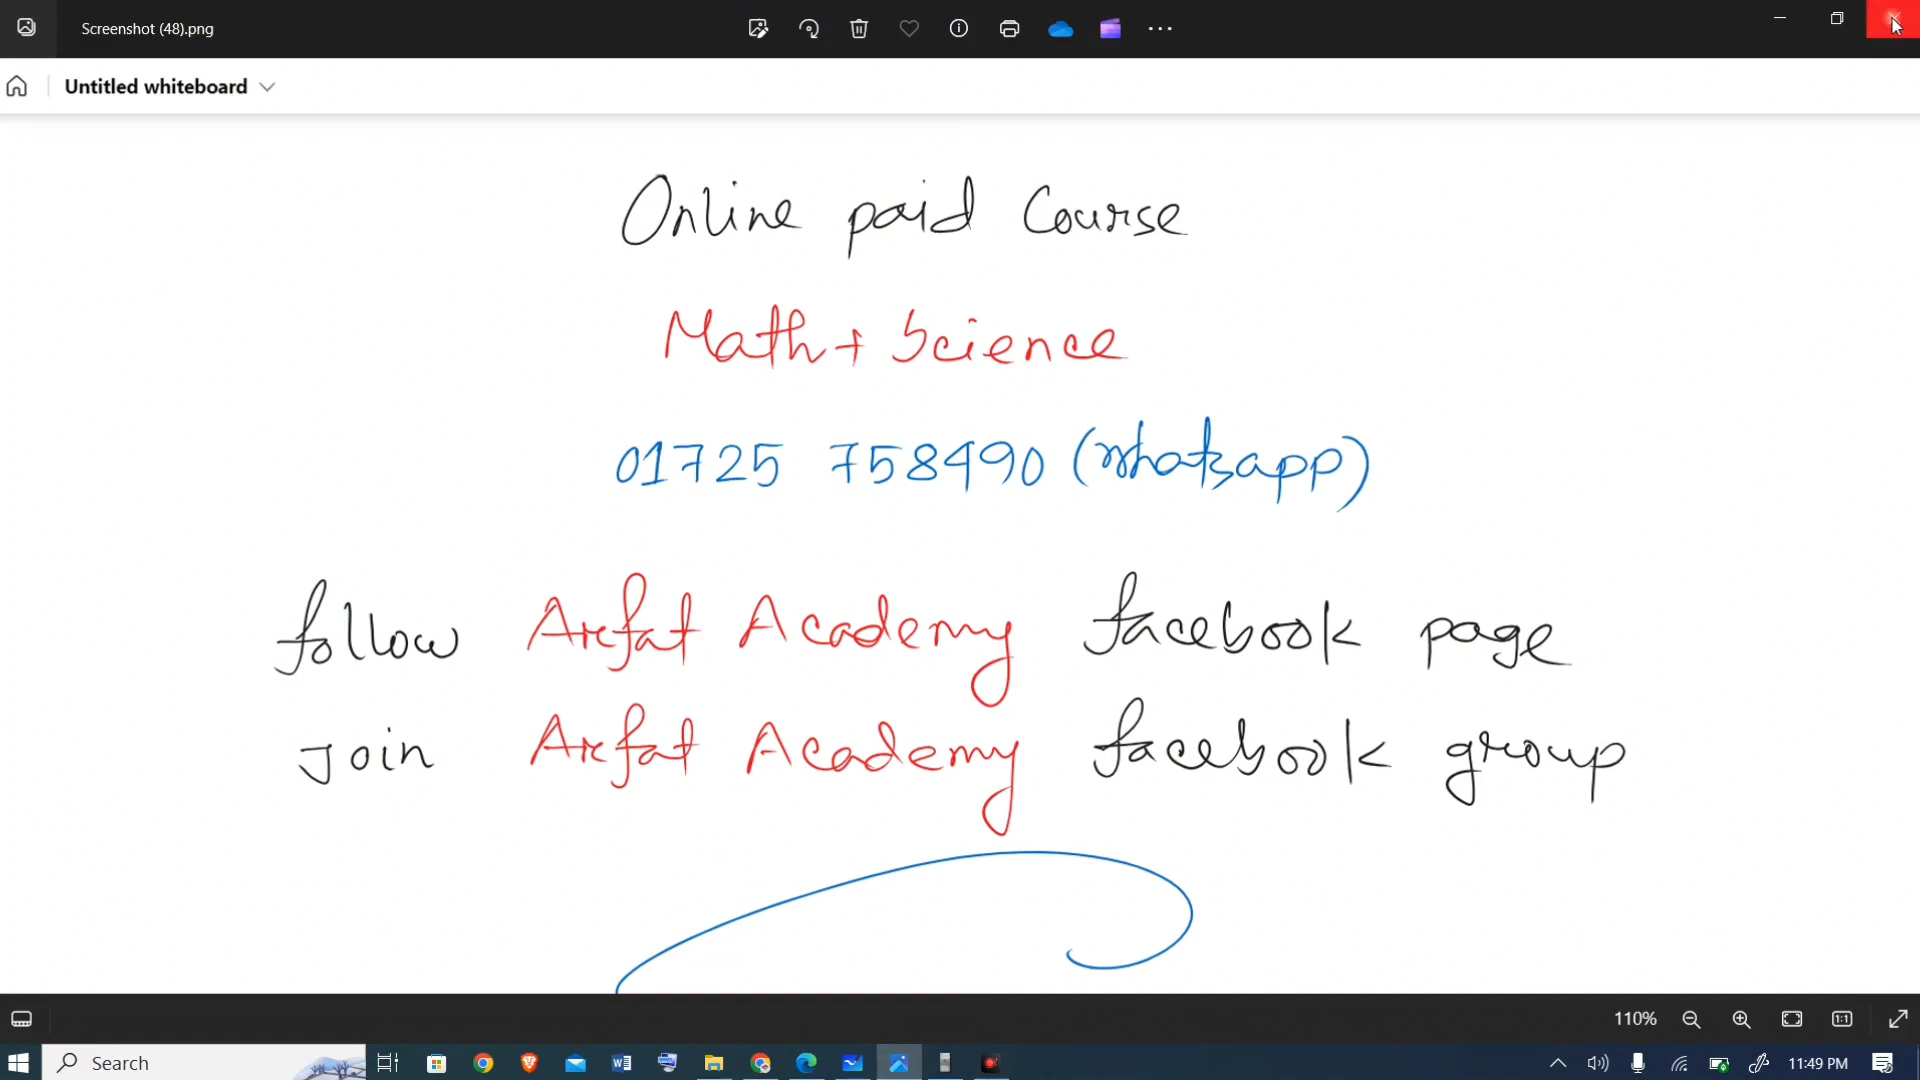 Screenshot (48).png
Untitled whiteboard
Online paid Course
Math + Science
01725 758490 (whatsapp)
follow Arfat Academy facebook page
join Arfat Academy facebook group
110%
Search
11:49 PM